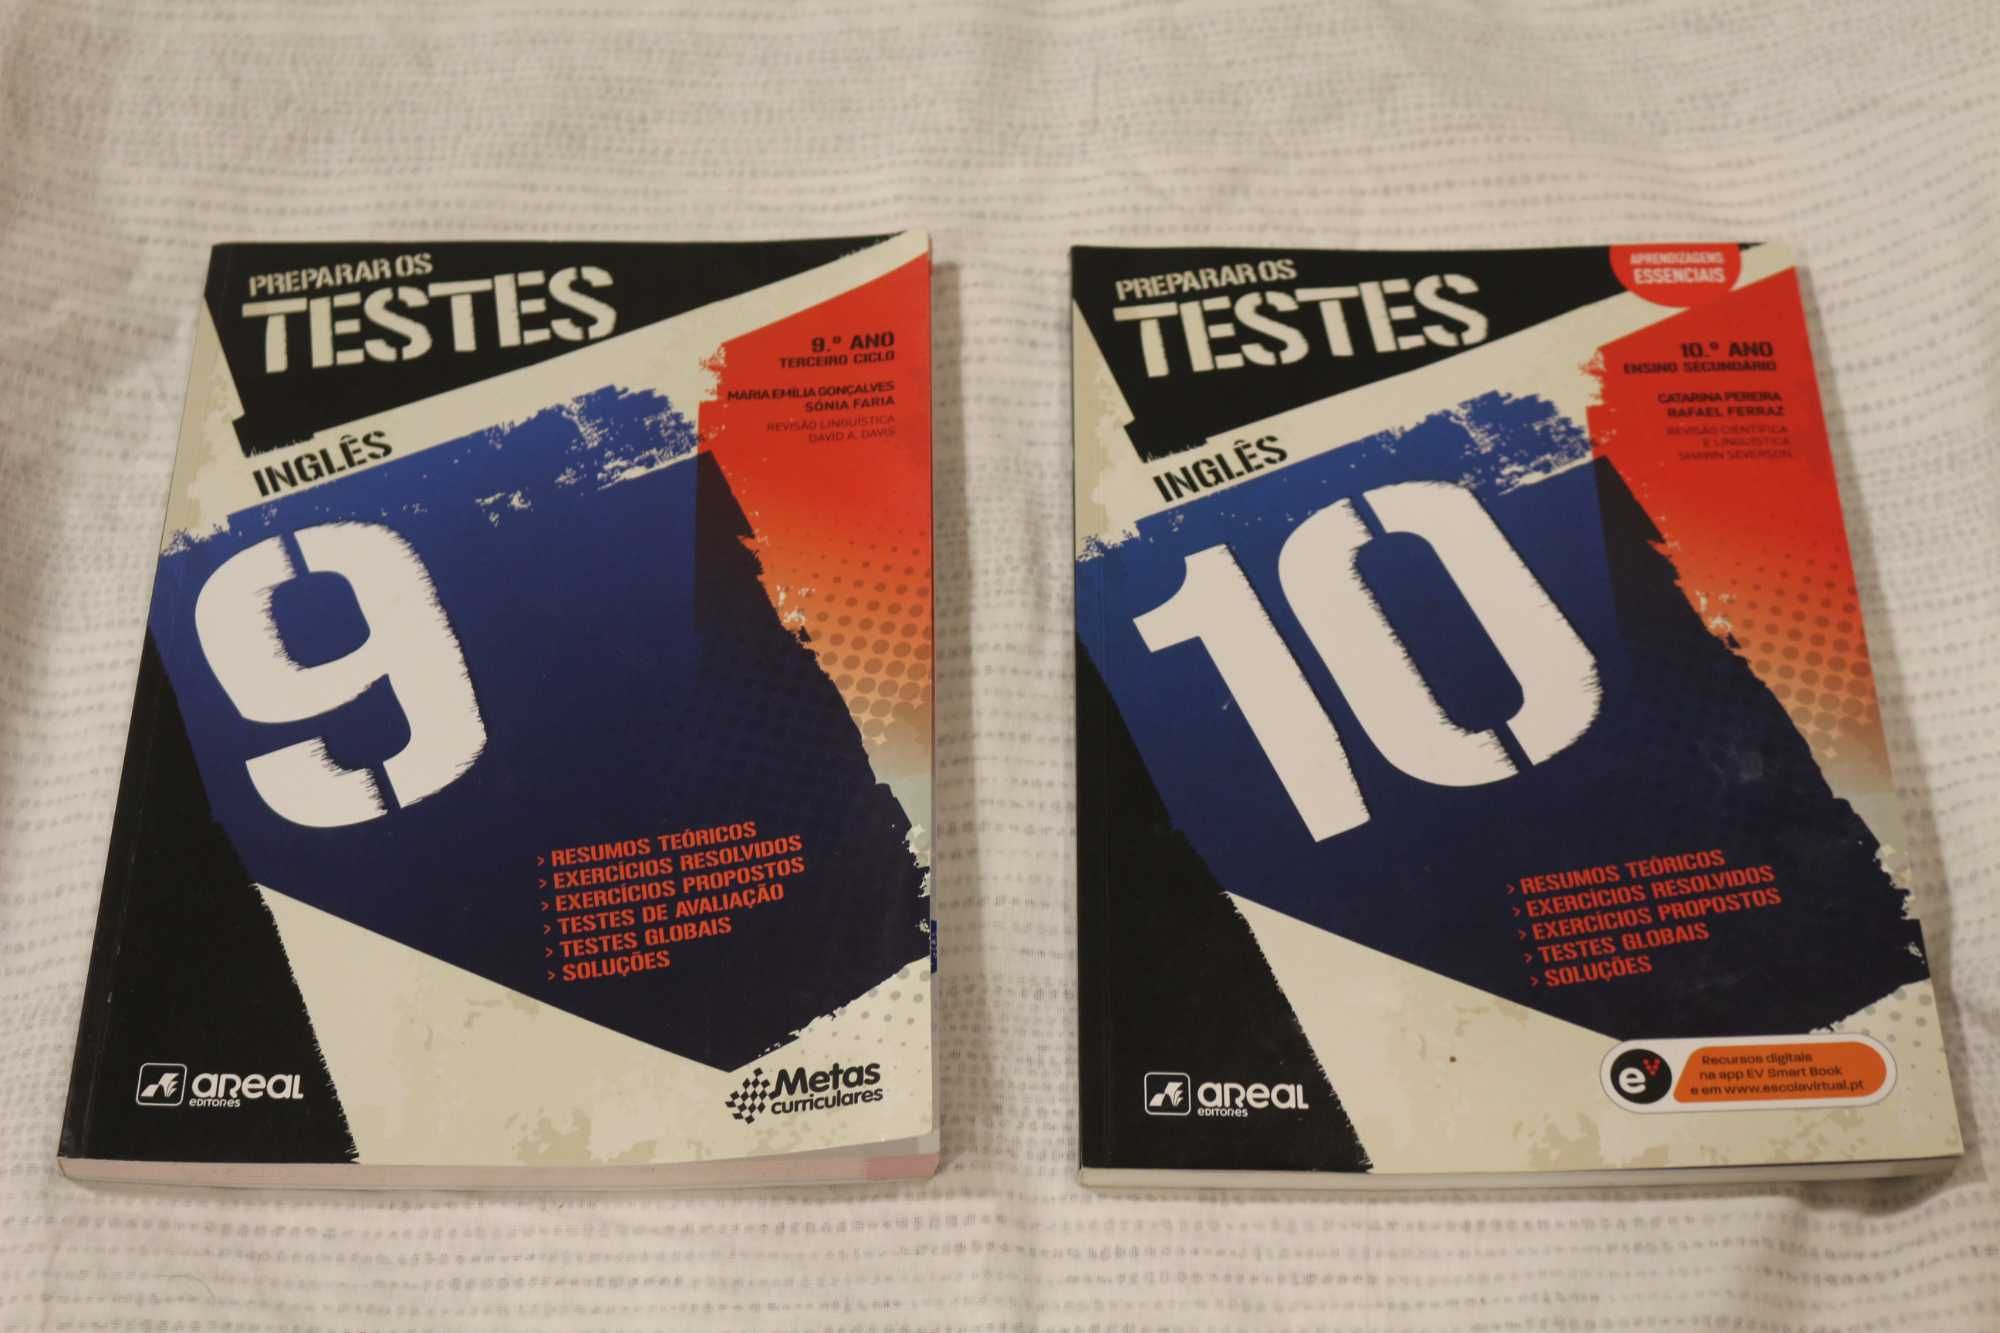 PREPARAR OS
TESTES
9.º ANO
TERCEIRO CICLO
MARIA EMÍLIA GONÇALVES
SÓNIA FARIA
REVISÃO LINGUÍSTICA
DAVID A. DAVIS
INGLÊS
9
> RESUMOS TEÓRICOS
> EXERCÍCIOS RESOLVIDOS
> EXERCÍCIOS PROPOSTOS
> TESTES DE AVALIAÇÃO
> TESTES GLOBAIS
> SOLUÇÕES
areal
EDITORES
Metas
curriculares
PREPARAR OS
TESTES
APRENDIZAGENS
ESSENCIAIS
10.º ANO
ENSINO SECUNDÁRIO
CATARINA PEREIRA
RAFAEL FERRAZ
REVISÃO CIENTÍFICA
E LINGUÍSTICA
SHAWN SEVERSON
INGLÊS
10
> RESUMOS TEÓRICOS
> EXERCÍCIOS RESOLVIDOS
> EXERCÍCIOS PROPOSTOS
> TESTES GLOBAIS
> SOLUÇÕES
areal
EDITORES
ev
Recursos digitais
na app EV Smart Book
e em www.escolavirtual.pt